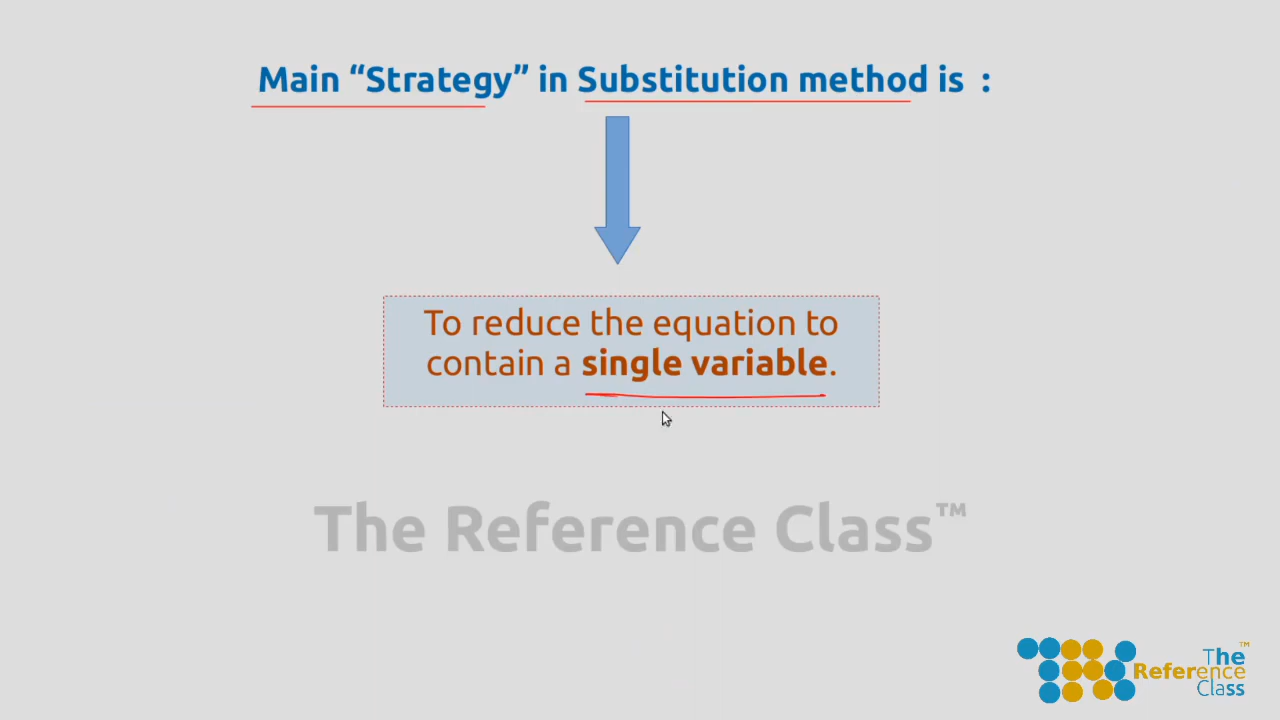 Main “Strategy” in Substitution method is :
To reduce the equation to
contain a single variable.
The Reference Class™
The™
Reference
Class